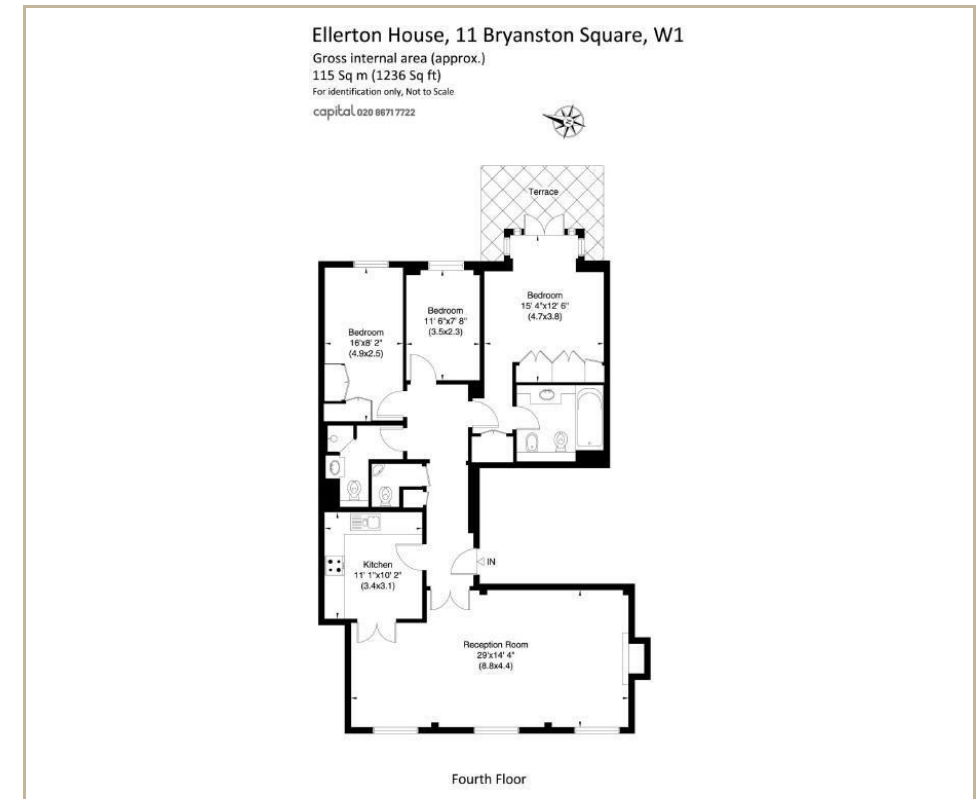 Ellerton House, 11 Bryanston Square, W1
Gross internal area (approx.)
115 Sq m (1236 Sq ft)
For identification only, Not to Scale
capital 020 8671 7722
N
Terrace
Bedroom
15' 4"x12' 6"
(4.7x3.8)
Bedroom
11' 6"x7' 8"
(3.5x2.3)
Bedroom
16'x8' 2"
(4.9x2.5)
Kitchen
11' 1"x10' 2"
(3.4x3.1)
IN
Reception Room
29'x14' 4"
(8.8x4.4)
Fourth Floor